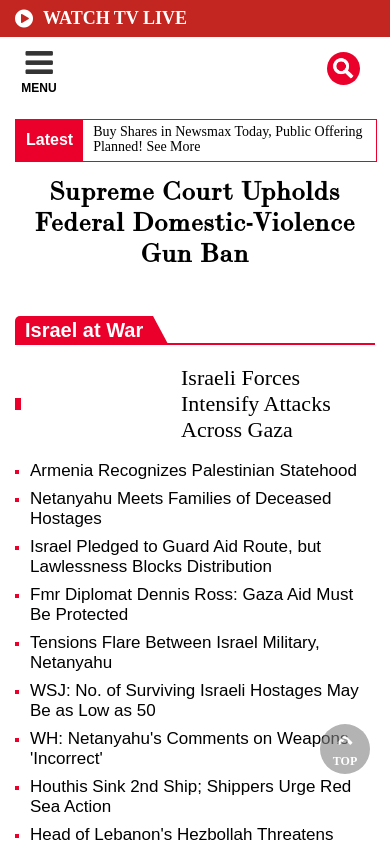 WATCH TV LIVE
MENU
Latest
Buy Shares in Newsmax Today, Public Offering
Planned! See More
Supreme Court Upholds
Federal Domestic-Violence
Gun Ban
Israel at War
Israeli Forces
Intensify Attacks
Across Gaza
Armenia Recognizes Palestinian Statehood
Netanyahu Meets Families of Deceased
Hostages
Israel Pledged to Guard Aid Route, but
Lawlessness Blocks Distribution
Fmr Diplomat Dennis Ross: Gaza Aid Must
Be Protected
Tensions Flare Between Israel Military,
Netanyahu
WSJ: No. of Surviving Israeli Hostages May
Be as Low as 50
WH: Netanyahu's Comments on Weapons
'Incorrect'
TOP
Houthis Sink 2nd Ship; Shippers Urge Red
Sea Action
Head of Lebanon's Hezbollah Threatens